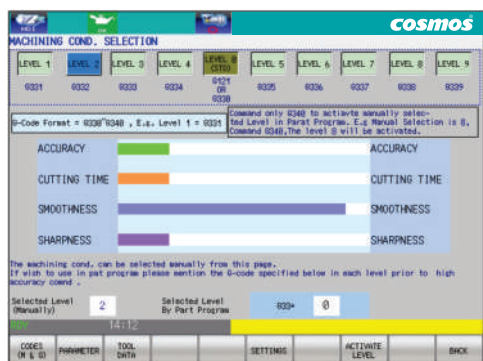 cosmos
MACHINING COND. SELECTION
LEVEL 1 LEVEL 2 LEVEL 3 LEVEL 4 LEVEL 0 (STD) LEVEL 5 LEVEL 6 LEVEL 7 LEVEL 8 LEVEL 9
G331 G332 G333 G334 G121 OR G330 G335 G336 G337 G338 G339
G-Code Format = G330~G340 , E.g. Level 1 = G331
Command only G340 to actiavte manually selec-
ted Level in Parat Program. E.g Manual Selection is 8,
Command G340,The level 8 will be activated.
ACCURACY ACCURACY
CUTTING TIME CUTTING TIME
SMOOTHNESS SMOOTHNESS
SHARPNESS SHARPNESS
The machining cond. can be selected manually from this page.
If wish to use in pat program please mention the G-code specified below in each level prior to high
accuracy comnd .
Selected Level (Manually) 2 Selected Level By Part Program G33* 0
14:12
CODES (M & G) PARAMETER TOOL DATA SETTINGS ACTIVATE LEVEL BACK